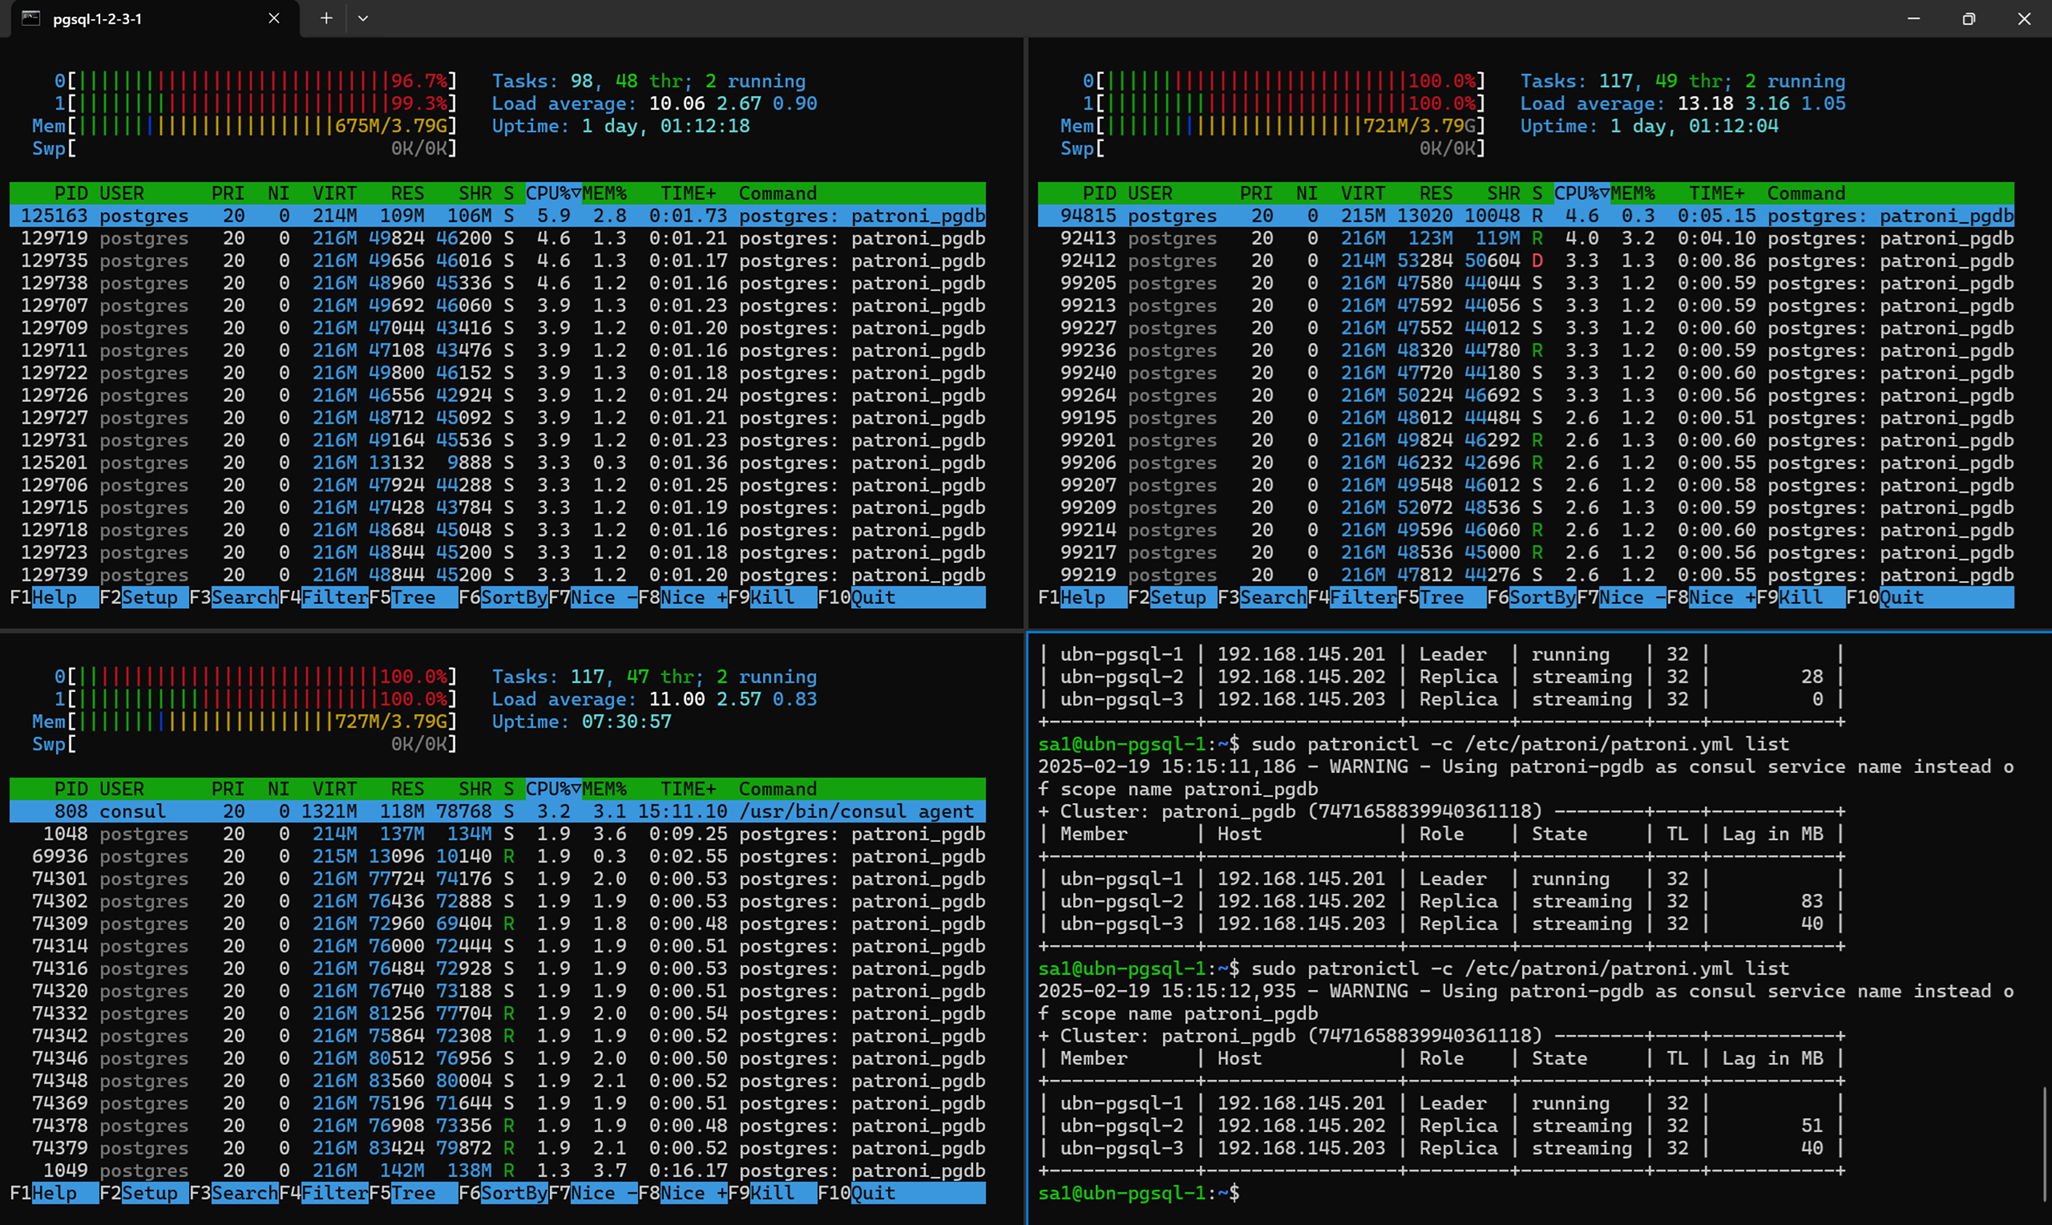 pgsql-1-2-3-1
0[||||||||||||||||||||||||||||96.7%] Tasks: 98, 48 thr; 2 running
1[||||||||||||||||||||||||||||99.3%] Load average: 10.06 2.67 0.90
Mem[|||||||||||||||||||||||675M/3.79G] Uptime: 1 day, 01:12:18
Swp[ 0K/0K]
PID USER PRI NI VIRT RES SHR S CPU%▽MEM% TIME+ Command
125163 postgres 20 0 214M 109M 106M S 5.9 2.8 0:01.73 postgres: patroni_pgdb
129719 postgres 20 0 216M 49824 46200 S 4.6 1.3 0:01.21 postgres: patroni_pgdb
129735 postgres 20 0 216M 49656 46016 S 4.6 1.3 0:01.17 postgres: patroni_pgdb
129738 postgres 20 0 216M 48960 45336 S 4.6 1.2 0:01.16 postgres: patroni_pgdb
129707 postgres 20 0 216M 49692 46060 S 3.9 1.3 0:01.23 postgres: patroni_pgdb
129709 postgres 20 0 216M 47044 43416 S 3.9 1.2 0:01.20 postgres: patroni_pgdb
129711 postgres 20 0 216M 47108 43476 S 3.9 1.2 0:01.16 postgres: patroni_pgdb
129722 postgres 20 0 216M 49800 46152 S 3.9 1.3 0:01.18 postgres: patroni_pgdb
129726 postgres 20 0 216M 46556 42924 S 3.9 1.2 0:01.24 postgres: patroni_pgdb
129727 postgres 20 0 216M 48712 45092 S 3.9 1.2 0:01.21 postgres: patroni_pgdb
129731 postgres 20 0 216M 49164 45536 S 3.9 1.2 0:01.23 postgres: patroni_pgdb
125201 postgres 20 0 216M 13132 9888 S 3.3 0.3 0:01.36 postgres: patroni_pgdb
129706 postgres 20 0 216M 47924 44288 S 3.3 1.2 0:01.25 postgres: patroni_pgdb
129715 postgres 20 0 216M 47428 43784 S 3.3 1.2 0:01.19 postgres: patroni_pgdb
129718 postgres 20 0 216M 48684 45048 S 3.3 1.2 0:01.16 postgres: patroni_pgdb
129723 postgres 20 0 216M 48844 45200 S 3.3 1.2 0:01.18 postgres: patroni_pgdb
129739 postgres 20 0 216M 48844 45200 S 3.3 1.2 0:01.20 postgres: patroni_pgdb
F1Help F2Setup F3SearchF4FilterF5Tree F6SortByF7Nice -F8Nice +F9Kill F10Quit
0[|||||||||||||||||||||||||||100.0%] Tasks: 117, 49 thr; 2 running
1[|||||||||||||||||||||||||||100.0%] Load average: 13.18 3.16 1.05
Mem[|||||||||||||||||||||||721M/3.79G] Uptime: 1 day, 01:12:04
Swp[ 0K/0K]
PID USER PRI NI VIRT RES SHR S CPU%▽MEM% TIME+ Command
94815 postgres 20 0 215M 13020 10048 R 4.6 0.3 0:05.15 postgres: patroni_pgdb
92413 postgres 20 0 216M 123M 119M R 4.0 3.2 0:04.10 postgres: patroni_pgdb
92412 postgres 20 0 214M 53284 50604 D 3.3 1.3 0:00.86 postgres: patroni_pgdb
99205 postgres 20 0 216M 47580 44044 S 3.3 1.2 0:00.59 postgres: patroni_pgdb
99213 postgres 20 0 216M 47592 44056 S 3.3 1.2 0:00.59 postgres: patroni_pgdb
99227 postgres 20 0 216M 47552 44012 S 3.3 1.2 0:00.60 postgres: patroni_pgdb
99236 postgres 20 0 216M 48320 44780 R 3.3 1.2 0:00.59 postgres: patroni_pgdb
99240 postgres 20 0 216M 47720 44180 S 3.3 1.2 0:00.60 postgres: patroni_pgdb
99264 postgres 20 0 216M 50224 46692 S 3.3 1.3 0:00.56 postgres: patroni_pgdb
99195 postgres 20 0 216M 48012 44484 S 2.6 1.2 0:00.51 postgres: patroni_pgdb
99201 postgres 20 0 216M 49824 46292 R 2.6 1.3 0:00.60 postgres: patroni_pgdb
99206 postgres 20 0 216M 46232 42696 R 2.6 1.2 0:00.55 postgres: patroni_pgdb
99207 postgres 20 0 216M 49548 46012 S 2.6 1.2 0:00.58 postgres: patroni_pgdb
99209 postgres 20 0 216M 52072 48536 S 2.6 1.3 0:00.59 postgres: patroni_pgdb
99214 postgres 20 0 216M 49596 46060 R 2.6 1.2 0:00.60 postgres: patroni_pgdb
99217 postgres 20 0 216M 48536 45000 R 2.6 1.2 0:00.56 postgres: patroni_pgdb
99219 postgres 20 0 216M 47812 44276 S 2.6 1.2 0:00.55 postgres: patroni_pgdb
F1Help F2Setup F3SearchF4FilterF5Tree F6SortByF7Nice -F8Nice +F9Kill F10Quit
0[|||||||||||||||||||||||||||100.0%] Tasks: 117, 47 thr; 2 running
1[|||||||||||||||||||||||||||100.0%] Load average: 11.00 2.57 0.83
Mem[|||||||||||||||||||||||727M/3.79G] Uptime: 07:30:57
Swp[ 0K/0K]
PID USER PRI NI VIRT RES SHR S CPU%▽MEM% TIME+ Command
808 consul 20 0 1321M 118M 78768 S 3.2 3.1 15:11.10 /usr/bin/consul agent
1048 postgres 20 0 214M 137M 134M S 1.9 3.6 0:09.25 postgres: patroni_pgdb
69936 postgres 20 0 215M 13096 10140 R 1.9 0.3 0:02.55 postgres: patroni_pgdb
74301 postgres 20 0 216M 77724 74176 S 1.9 2.0 0:00.53 postgres: patroni_pgdb
74302 postgres 20 0 216M 76436 72888 S 1.9 1.9 0:00.53 postgres: patroni_pgdb
74309 postgres 20 0 216M 72960 69404 R 1.9 1.8 0:00.48 postgres: patroni_pgdb
74314 postgres 20 0 216M 76000 72444 S 1.9 1.9 0:00.51 postgres: patroni_pgdb
74316 postgres 20 0 216M 76484 72928 S 1.9 1.9 0:00.53 postgres: patroni_pgdb
74320 postgres 20 0 216M 76740 73188 S 1.9 1.9 0:00.51 postgres: patroni_pgdb
74332 postgres 20 0 216M 81256 77704 R 1.9 2.0 0:00.54 postgres: patroni_pgdb
74342 postgres 20 0 216M 75864 72308 R 1.9 1.9 0:00.52 postgres: patroni_pgdb
74346 postgres 20 0 216M 80512 76956 S 1.9 2.0 0:00.50 postgres: patroni_pgdb
74348 postgres 20 0 216M 83560 80004 S 1.9 2.1 0:00.52 postgres: patroni_pgdb
74369 postgres 20 0 216M 75196 71644 S 1.9 1.9 0:00.51 postgres: patroni_pgdb
74378 postgres 20 0 216M 76908 73356 R 1.9 1.9 0:00.48 postgres: patroni_pgdb
74379 postgres 20 0 216M 83424 79872 R 1.9 2.1 0:00.52 postgres: patroni_pgdb
1049 postgres 20 0 216M 142M 138M R 1.3 3.7 0:16.17 postgres: patroni_pgdb
F1Help F2Setup F3SearchF4FilterF5Tree F6SortByF7Nice -F8Nice +F9Kill F10Quit
| ubn-pgsql-1 | 192.168.145.201 | Leader | running | 32 | |
| ubn-pgsql-2 | 192.168.145.202 | Replica | streaming | 32 | 28 |
| ubn-pgsql-3 | 192.168.145.203 | Replica | streaming | 32 | 0 |
+-------------+-----------------+---------+-----------+----+-----------+
sa1@ubn-pgsql-1:~$ sudo patronictl -c /etc/patroni/patroni.yml list
2025-02-19 15:15:11,186 - WARNING - Using patroni-pgdb as consul service name instead o
f scope name patroni_pgdb
+ Cluster: patroni_pgdb (7471658839940361118) --------+----+-----------+
| Member | Host | Role | State | TL | Lag in MB |
+-------------+-----------------+---------+-----------+----+-----------+
| ubn-pgsql-1 | 192.168.145.201 | Leader | running | 32 | |
| ubn-pgsql-2 | 192.168.145.202 | Replica | streaming | 32 | 83 |
| ubn-pgsql-3 | 192.168.145.203 | Replica | streaming | 32 | 40 |
+-------------+-----------------+---------+-----------+----+-----------+
sa1@ubn-pgsql-1:~$ sudo patronictl -c /etc/patroni/patroni.yml list
2025-02-19 15:15:12,935 - WARNING - Using patroni-pgdb as consul service name instead o
f scope name patroni_pgdb
+ Cluster: patroni_pgdb (7471658839940361118) --------+----+-----------+
| Member | Host | Role | State | TL | Lag in MB |
+-------------+-----------------+---------+-----------+----+-----------+
| ubn-pgsql-1 | 192.168.145.201 | Leader | running | 32 | |
| ubn-pgsql-2 | 192.168.145.202 | Replica | streaming | 32 | 51 |
| ubn-pgsql-3 | 192.168.145.203 | Replica | streaming | 32 | 40 |
+-------------+-----------------+---------+-----------+----+-----------+
sa1@ubn-pgsql-1:~$